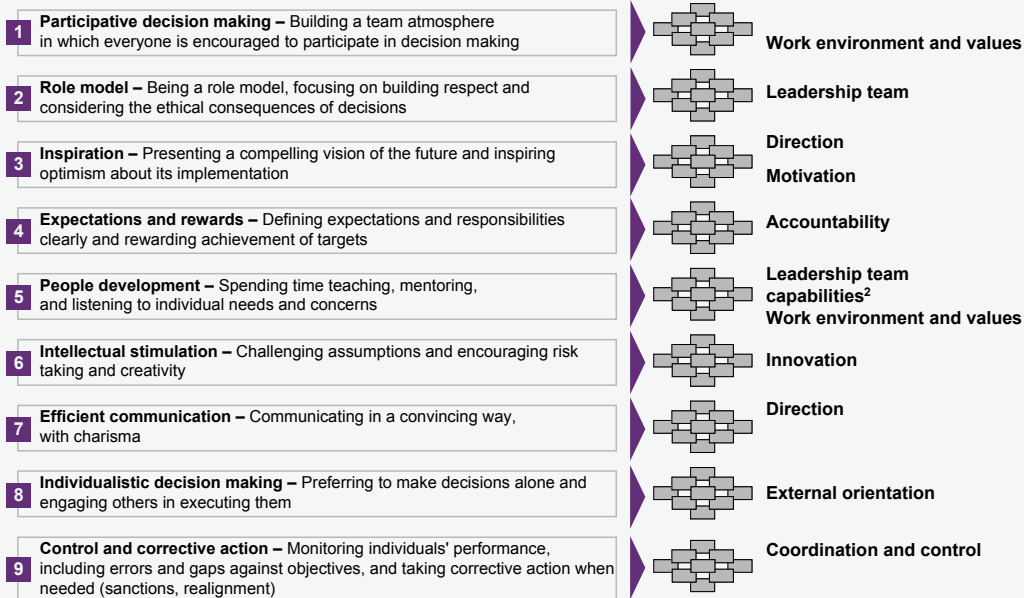 1
Participative decision making – Building a team atmosphere
in which everyone is encouraged to participate in decision making
Work environment and values
2
Role model – Being a role model, focusing on building respect and
considering the ethical consequences of decisions
Leadership team
3
Inspiration – Presenting a compelling vision of the future and inspiring
optimism about its implementation
Direction
Motivation
4
Expectations and rewards – Defining expectations and responsibilities
clearly and rewarding achievement of targets
Accountability
5
People development – Spending time teaching, mentoring,
and listening to individual needs and concerns
Leadership team
capabilities²
Work environment and values
6
Intellectual stimulation – Challenging assumptions and encouraging risk
taking and creativity
Innovation
7
Efficient communication – Communicating in a convincing way,
with charisma
Direction
8
Individualistic decision making – Preferring to make decisions alone and
engaging others in executing them
External orientation
9
Control and corrective action – Monitoring individuals' performance,
including errors and gaps against objectives, and taking corrective action when
needed (sanctions, realignment)
Coordination and control